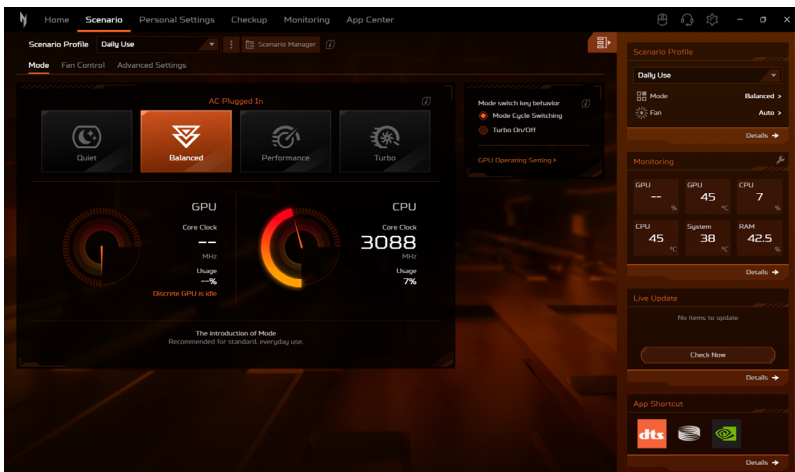 Home Scenario Personal Settings Checkup Monitoring App Center
Scenario Profile Daily Use Scenario Manager
Mode Fan Control Advanced Settings
AC Plugged In
Quiet Balanced Performance Turbo
GPU
Core Clock
--
MHz
Usage
--%
Discrete GPU is idle
CPU
Core Clock
3088
MHz
Usage
7%
The introduction of Mode
Recommended for standard, everyday use.
Mode switch key behavior
Mode Cycle Switching
Turbo On/Off
GPU Operating Setting >
Scenario Profile
Daily Use
Mode Balanced >
Fan Auto >
Details →
Monitoring
GPU
--
%
GPU
45
°C
CPU
7
%
CPU
45
°C
System
38
°C
RAM
42.5
%
Details →
Live Update
No items to update
Check Now
Details →
App Shortcut
dts
Details →